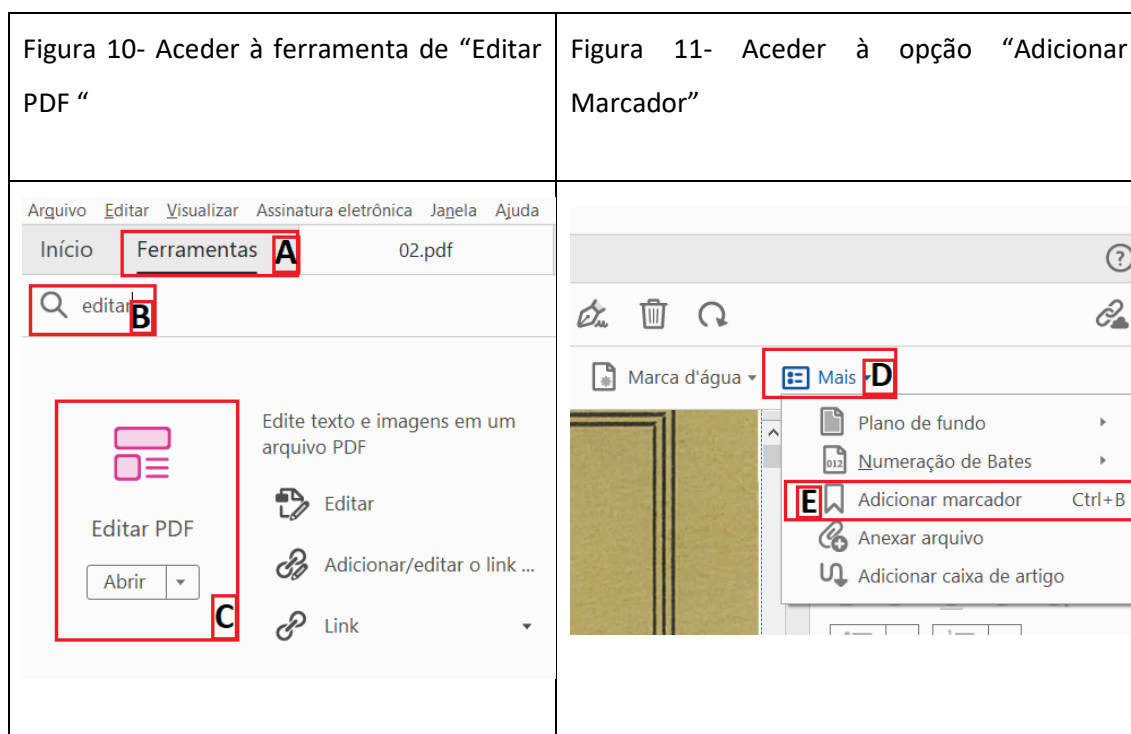 Figura 10- Aceder à ferramenta de “Editar
PDF “
Figura 11- Aceder à opção “Adicionar
Marcador”
Arquivo Editar Visualizar Assinatura eletrônica Janela Ajuda
Início Ferramentas A 02.pdf
editar B
Edite texto e imagens em um
arquivo PDF
Editar
Adicionar/editar o link ...
Link
Editar PDF
Abrir
C
?
Marca d'água Mais D
Plano de fundo
012 Numeração de Bates
E Adicionar marcador Ctrl+B
Anexar arquivo
Adicionar caixa de artigo